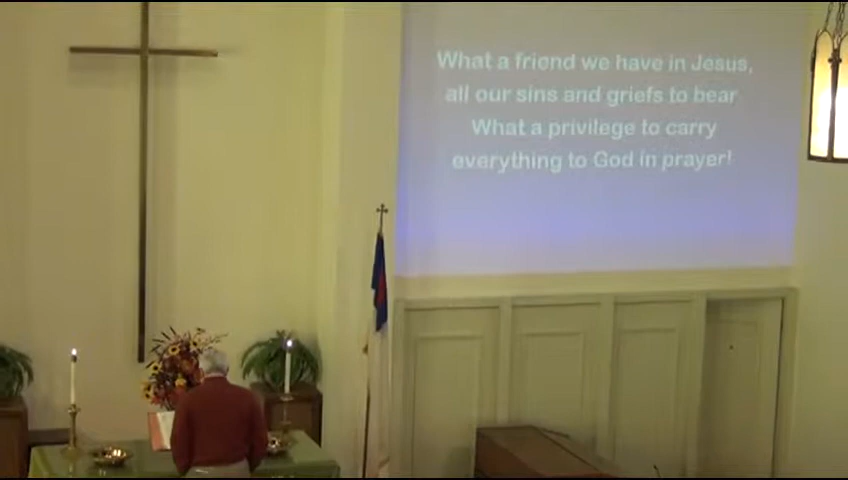 What a friend we have in Jesus,
all our sins and griefs to bear
What a privilege to carry
everything to God in prayer!